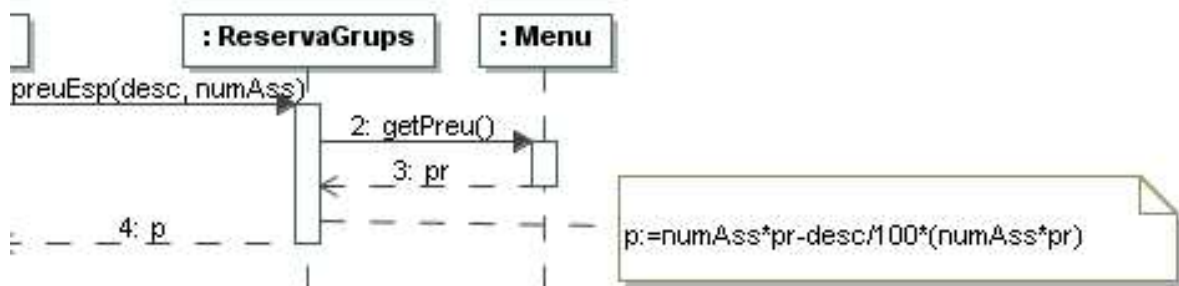 : ReservaGrups
: Menu
preuEsp(desc, numAss)
2: getPreu()
3: pr
4: p
p:=numAss*pr-desc/100*(numAss*pr)